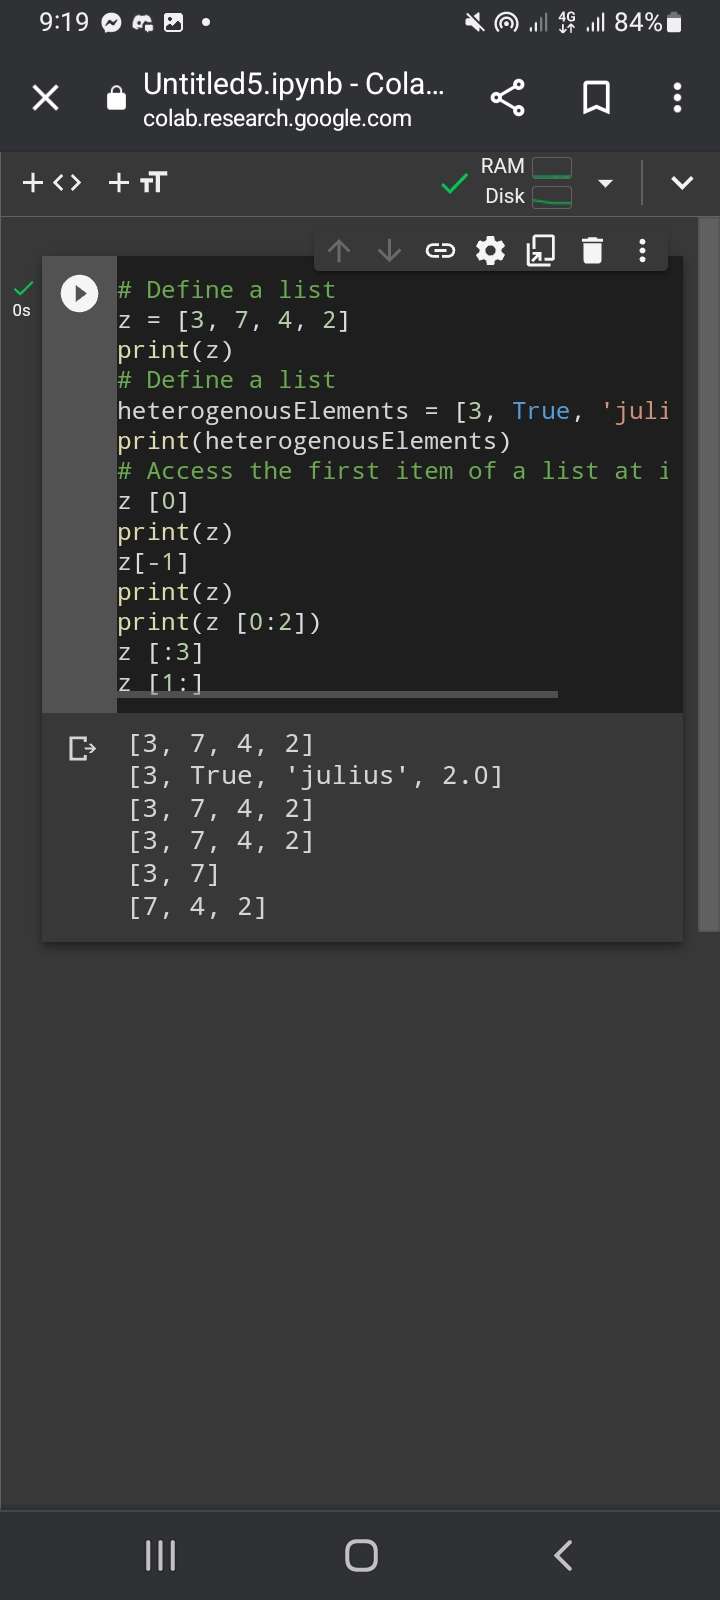 9:19 4G 84%
Untitled5.ipynb - Cola...
colab.research.google.com
+ <> + TT RAM
Disk
0s
# Define a list
z = [3, 7, 4, 2]
print(z)
# Define a list
heterogenousElements = [3, True, 'juli
print(heterogenousElements)
# Access the first item of a list at i
z [0]
print(z)
z[-1]
print(z)
print(z [0:2])
z [:3]
z [1:]
[3, 7, 4, 2]
[3, True, 'julius', 2.0]
[3, 7, 4, 2]
[3, 7, 4, 2]
[3, 7]
[7, 4, 2]